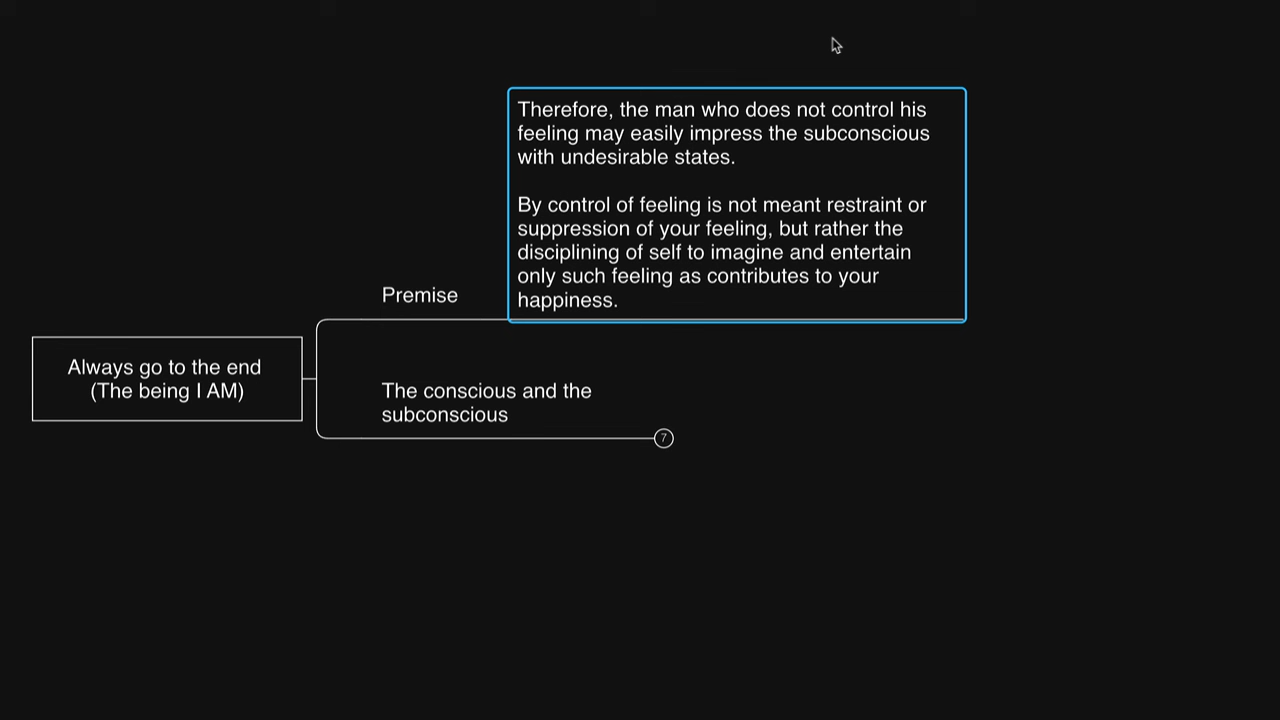 Therefore, the man who does not control his
feeling may easily impress the subconscious
with undesirable states.
By control of feeling is not meant restraint or
suppression of your feeling, but rather the
disciplining of self to imagine and entertain
only such feeling as contributes to your
happiness.
Premise
Always go to the end
(The being I AM)
The conscious and the
subconscious
7